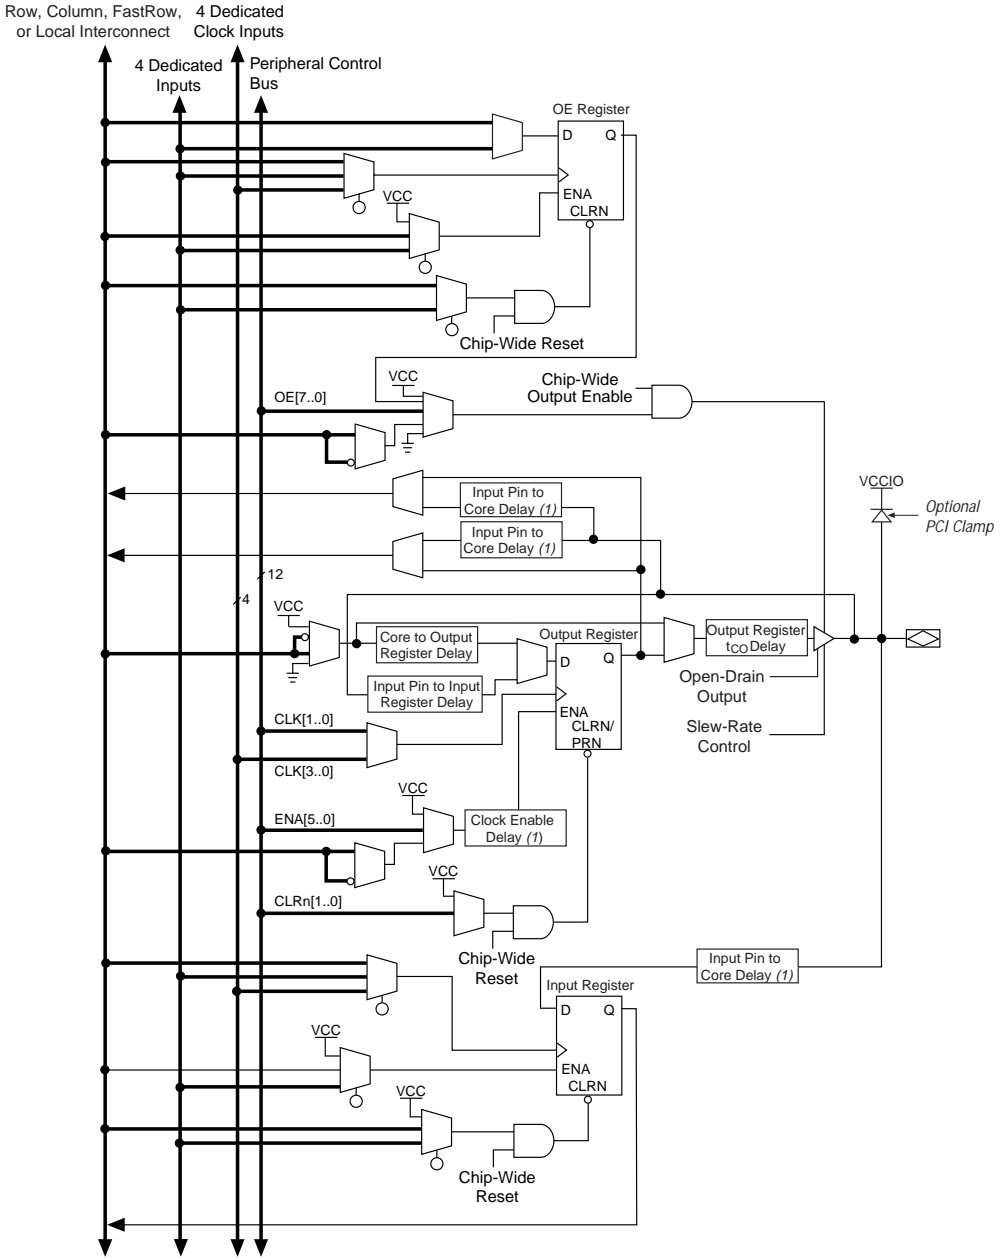 Row, Column, FastRow,
or Local Interconnect
4 Dedicated
Clock Inputs
4 Dedicated
Inputs
Peripheral Control
Bus
OE Register
D
Q
ENA
CLRN
VCC
Chip-Wide Reset
VCC
OE[7..0]
Chip-Wide
Output Enable
Input Pin to
Core Delay (1)
Input Pin to
Core Delay (1)
VCCIO
Optional
PCI Clamp
12
4
VCC
Core to Output
Register Delay
Input Pin to Input
Register Delay
Output Register
D
Q
ENA
CLRN/
PRN
Output Register
tCO Delay
Open-Drain
Output
Slew-Rate
Control
CLK[1..0]
CLK[3..0]
VCC
ENA[5..0]
Clock Enable
Delay (1)
VCC
CLRn[1..0]
Chip-Wide
Reset
Input Pin to
Core Delay (1)
Input Register
D
Q
ENA
CLRN
VCC
VCC
Chip-Wide
Reset